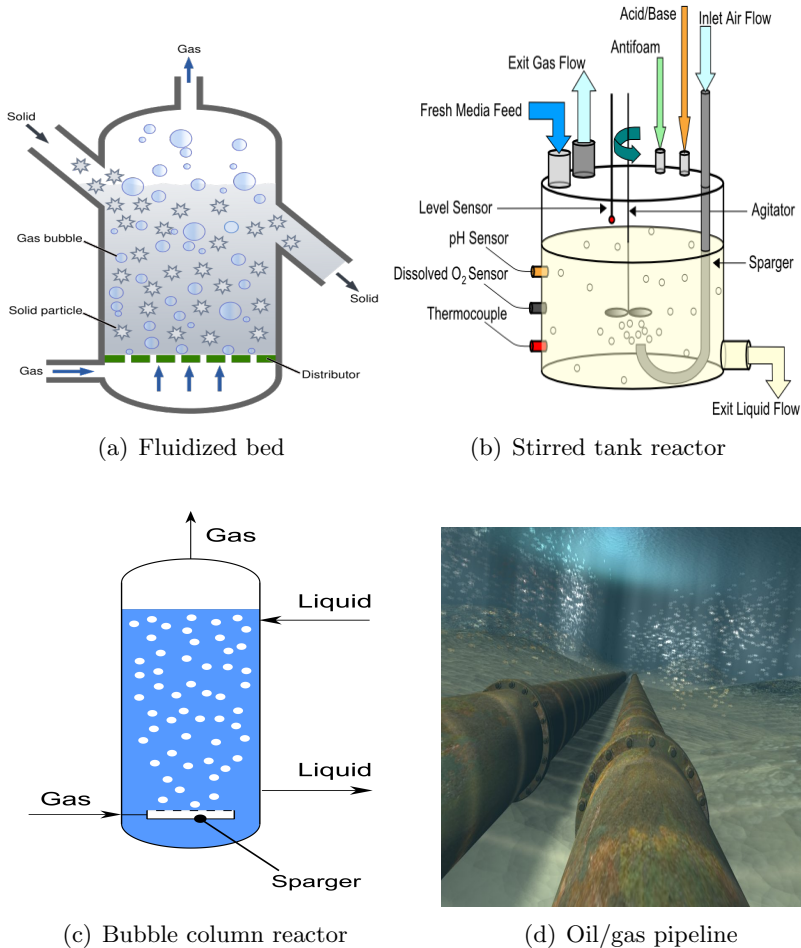 Gas
Solid
Gas bubble
Solid particle
Solid
Gas
Distributor
(a) Fluidized bed
Acid/Base
Inlet Air Flow
Antifoam
Exit Gas Flow
Fresh Media Feed
Level Sensor
Agitator
pH Sensor
Sparger
Dissolved O₂ Sensor
Thermocouple
Exit Liquid Flow
(b) Stirred tank reactor
Gas
Liquid
Liquid
Gas
Sparger
(c) Bubble column reactor
(d) Oil/gas pipeline